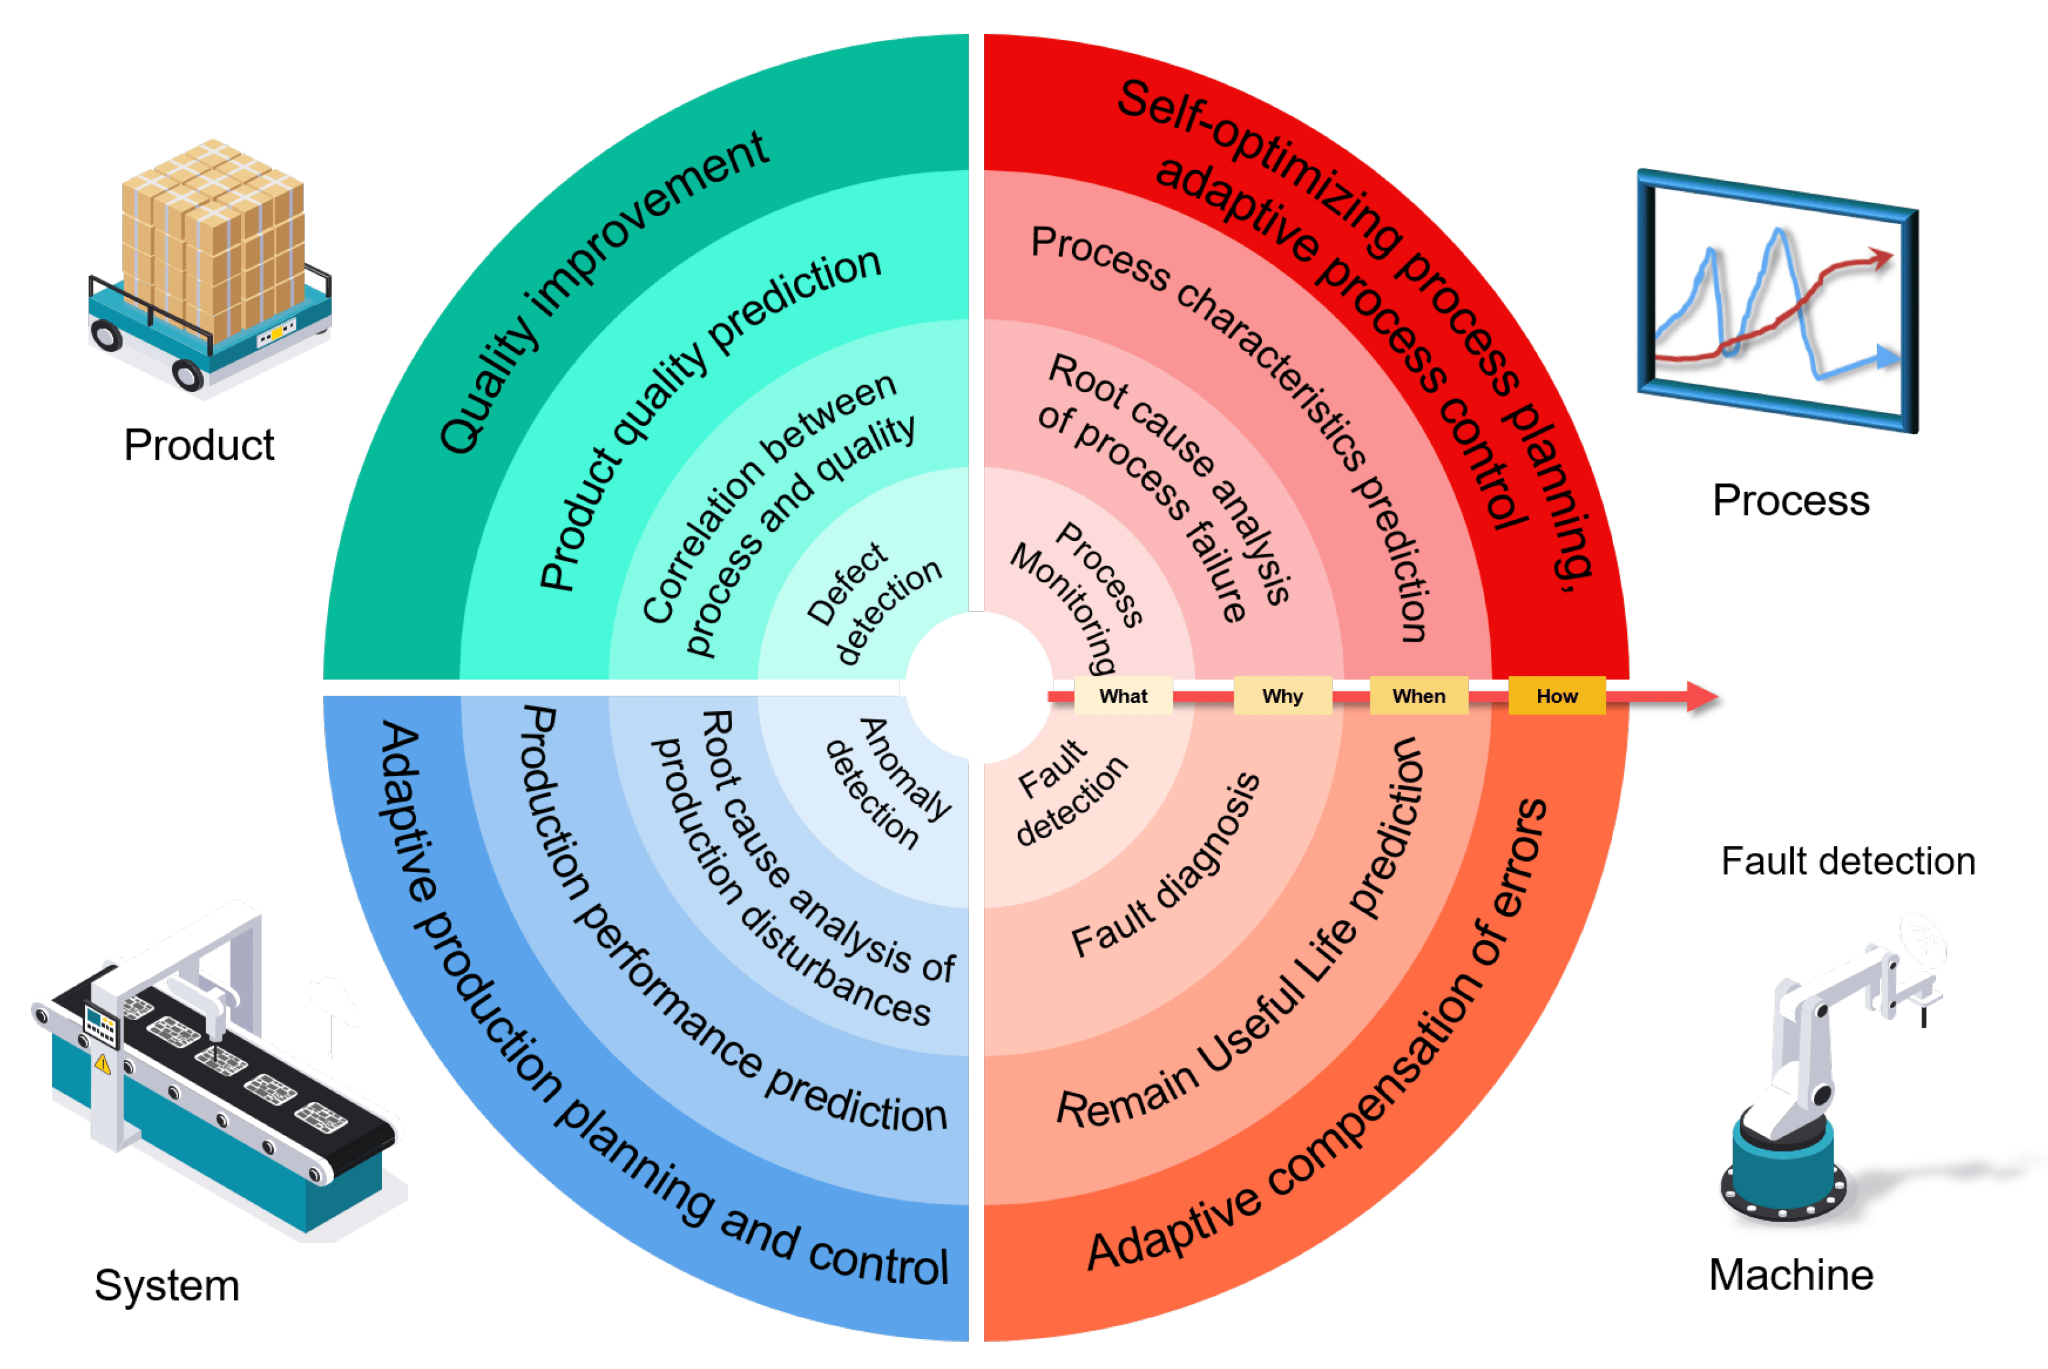 Quality improvement
Product quality prediction
Correlation between
process and quality
Defect
detection
Product
Self-optimizing process planning,
adaptive process control
Process characteristics prediction
Root cause analysis
of process failure
Process
Monitoring
Process
What
Why
When
How
Anomaly
detection
Root cause analysis of
production disturbances
Production performance prediction
Adaptive production planning and control
System
Fault
detection
Fault diagnosis
Remain Useful Life prediction
Adaptive compensation of errors
Fault detection
Machine